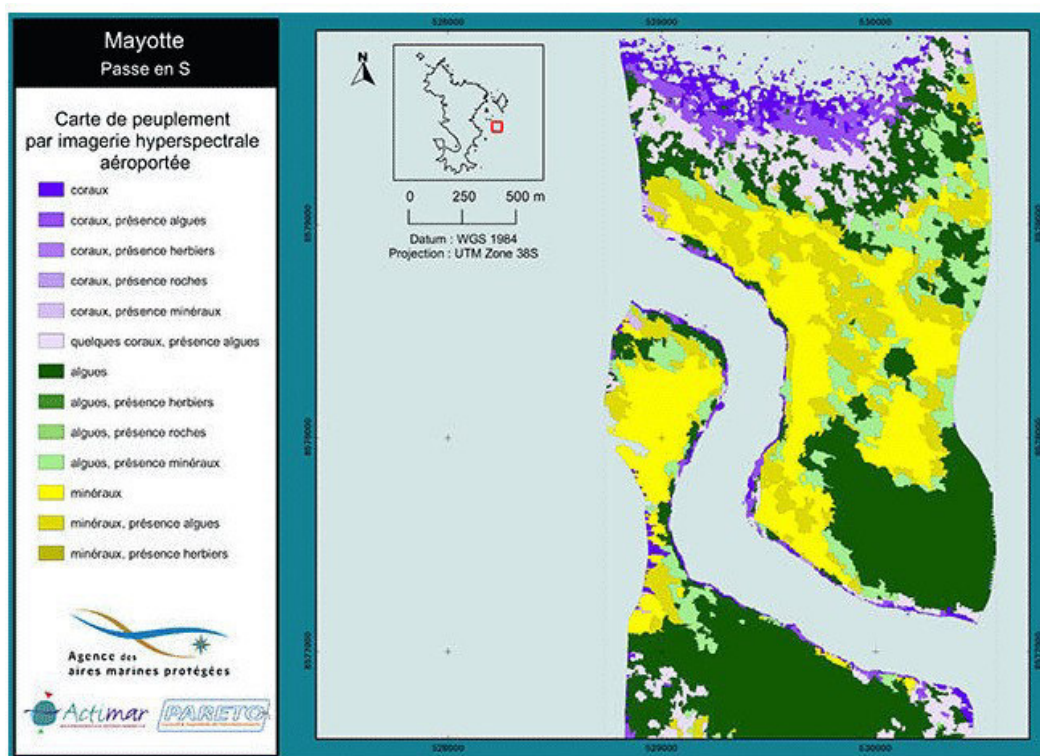 Mayotte
Passe en S
Carte de peuplement
par imagerie hyperspectrale
aéroportée
coraux
coraux, présence algues
coraux, présence herbiers
coraux, présence roches
coraux, présence minéraux
quelques coraux, présence algues
algues
algues, présence herbiers
algues, présence roches
algues, présence minéraux
minéraux
minéraux, présence algues
minéraux, présence herbiers
Agence des
aires marines protégées
Actimar
PARETO
528000
529000
530000
N
0 250 500 m
Datum : WGS 1984
Projection : UTM Zone 38S
8579000
8579000
8577000
528000
529000
530000